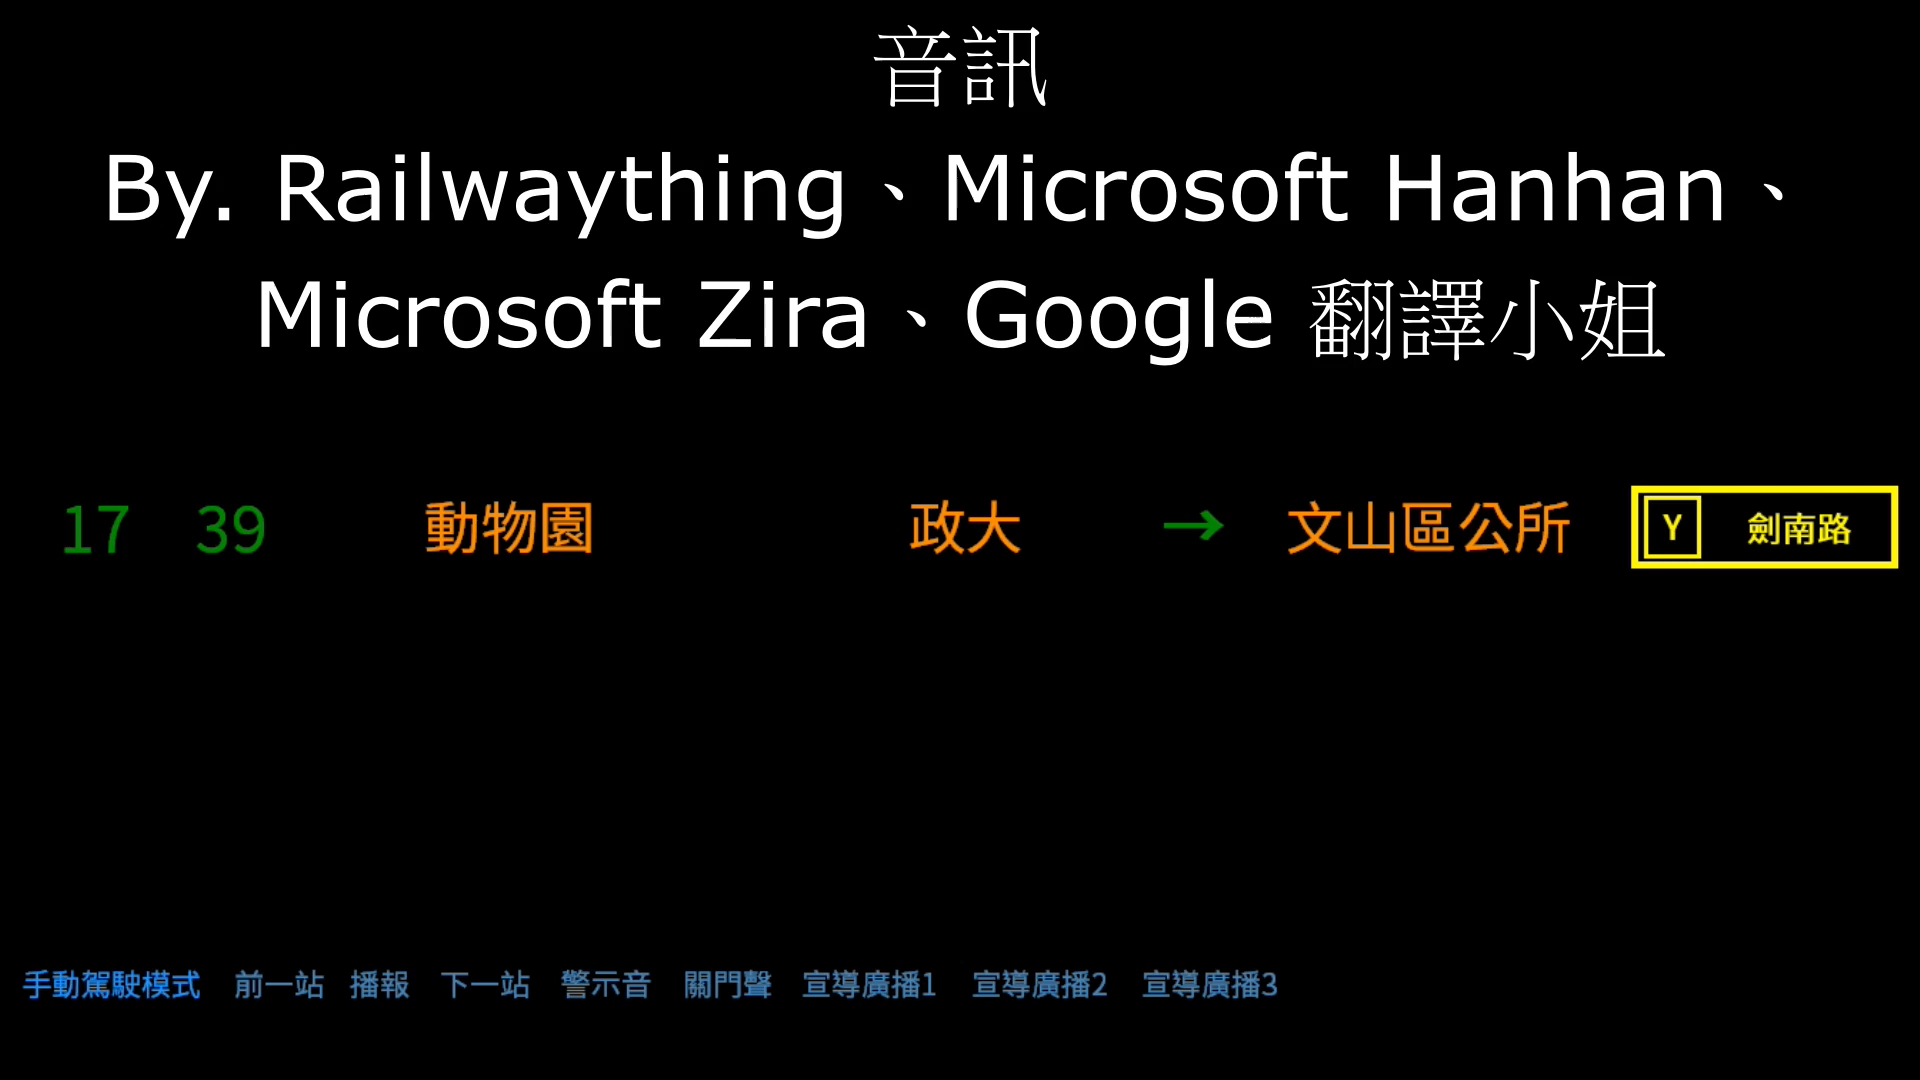 音訊
By. Railwaything、Microsoft Hanhan、
Microsoft Zira、Google 翻譯小姐
17 39 動物園 政大 → 文山區公所 Y 劍南路
手動駕駛模式 前一站 播報 下一站 警示音 關門聲 宣導廣播1 宣導廣播2 宣導廣播3